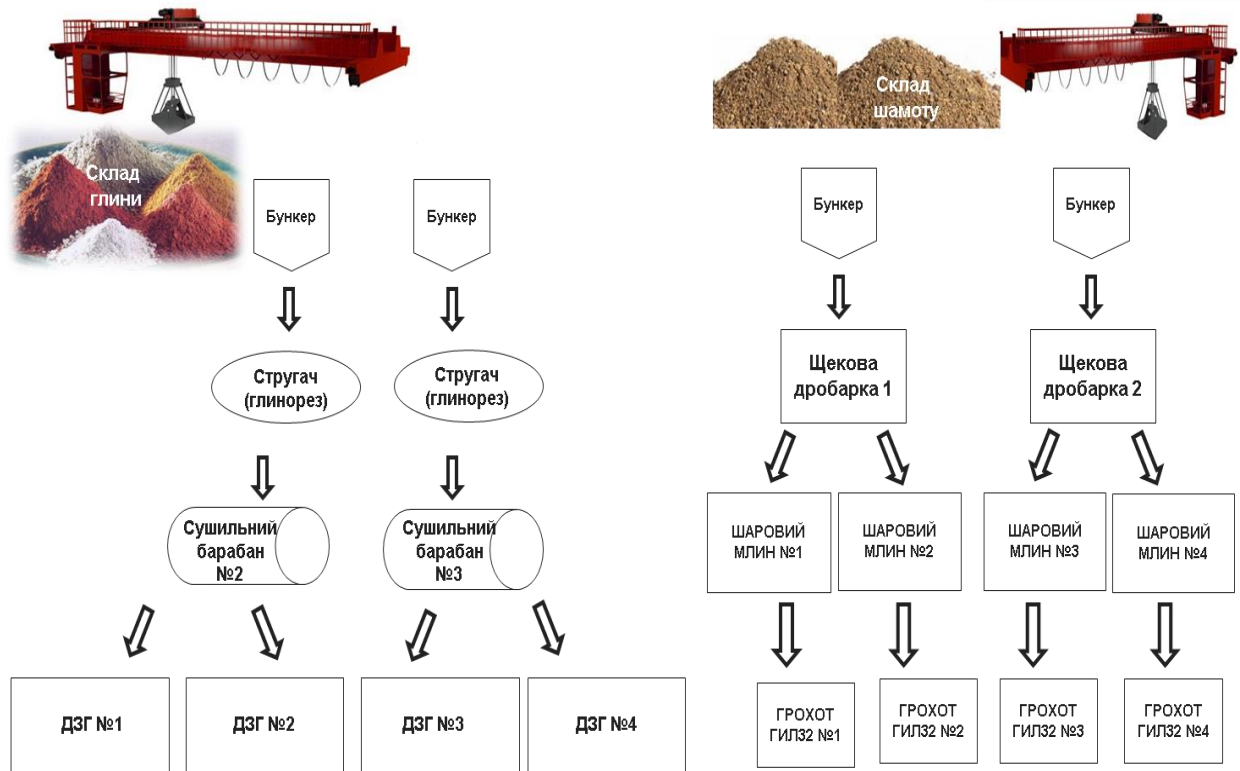 Склад
глини
Бункер
Бункер
Стругач
(глинорез)
Стругач
(глинорез)
Сушильний
барабан
№2
Сушильний
барабан
№3
ДЗГ №1
ДЗГ №2
ДЗГ №3
ДЗГ №4
Склад
шамоту
Бункер
Бункер
Щекова
дробарка 1
Щекова
дробарка 2
ШАРОВИЙ
МЛИН №1
ШАРОВИЙ
МЛИН №2
ШАРОВИЙ
МЛИН №3
ШАРОВИЙ
МЛИН №4
ГРОХОТ
ГИЛ32 №1
ГРОХОТ
ГИЛ32 №2
ГРОХОТ
ГИЛ32 №3
ГРОХОТ
ГИЛ32 №4